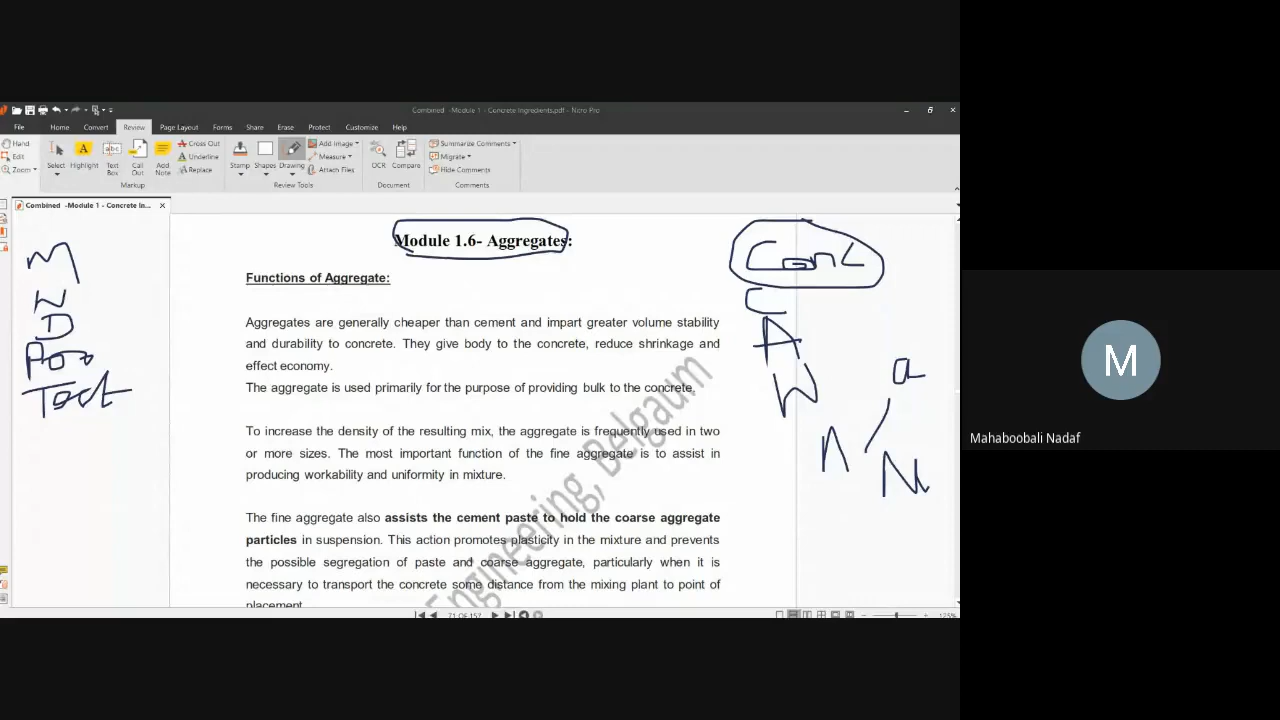 Combined -Module 1 - Concrete Ingredients.pdf - Nitro Pro
File Home Convert Review Page Layout Forms Share Erase Protect Customize Help
Hand
Edit
Zoom
Select Highlight Text Box Call Out Add Note
Cross Out
Underline
Replace
Markup
Stamp Shapes Drawing
Add Image
Measure
Attach Files
Review Tools
OCR Compare
Document
Summarize Comments
Migrate
Hide Comments
Comments
Combined -Module 1 - Concrete In...
Module 1.6- Aggregates:
Functions of Aggregate:
Aggregates are generally cheaper than cement and impart greater volume stability
and durability to concrete. They give body to the concrete, reduce shrinkage and
effect economy.
The aggregate is used primarily for the purpose of providing bulk to the concrete.
To increase the density of the resulting mix, the aggregate is frequently used in two
or more sizes. The most important function of the fine aggregate is to assist in
producing workability and uniformity in mixture.
The fine aggregate also assists the cement paste to hold the coarse aggregate
particles in suspension. This action promotes plasticity in the mixture and prevents
the possible segregation of paste and coarse aggregate, particularly when it is
necessary to transport the concrete some distance from the mixing plant to point of
placement.
Engineering, Belgaum
M
D
Test
C
A
W
N
71 OF 157
125%
M
Mahaboobali Nadaf